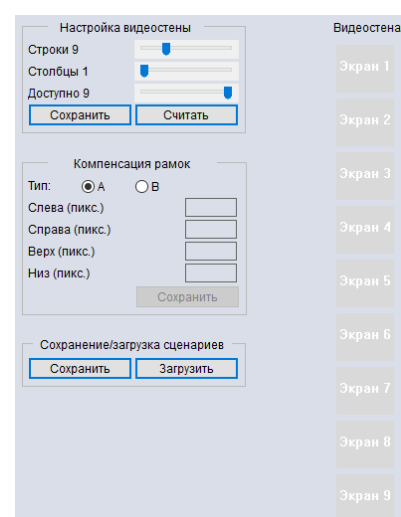 Настройка видеостены
Строки 9
Столбцы 1
Доступно 9
Сохранить Считать
Компенсация рамок
Тип: A B
Слева (пикс.)
Справа (пикс.)
Верх (пикс.)
Низ (пикс.)
Сохранить
Сохранение/загрузка сценариев
Сохранить Загрузить
Видеостена
Экран 1
Экран 2
Экран 3
Экран 4
Экран 5
Экран 6
Экран 7
Экран 8
Экран 9